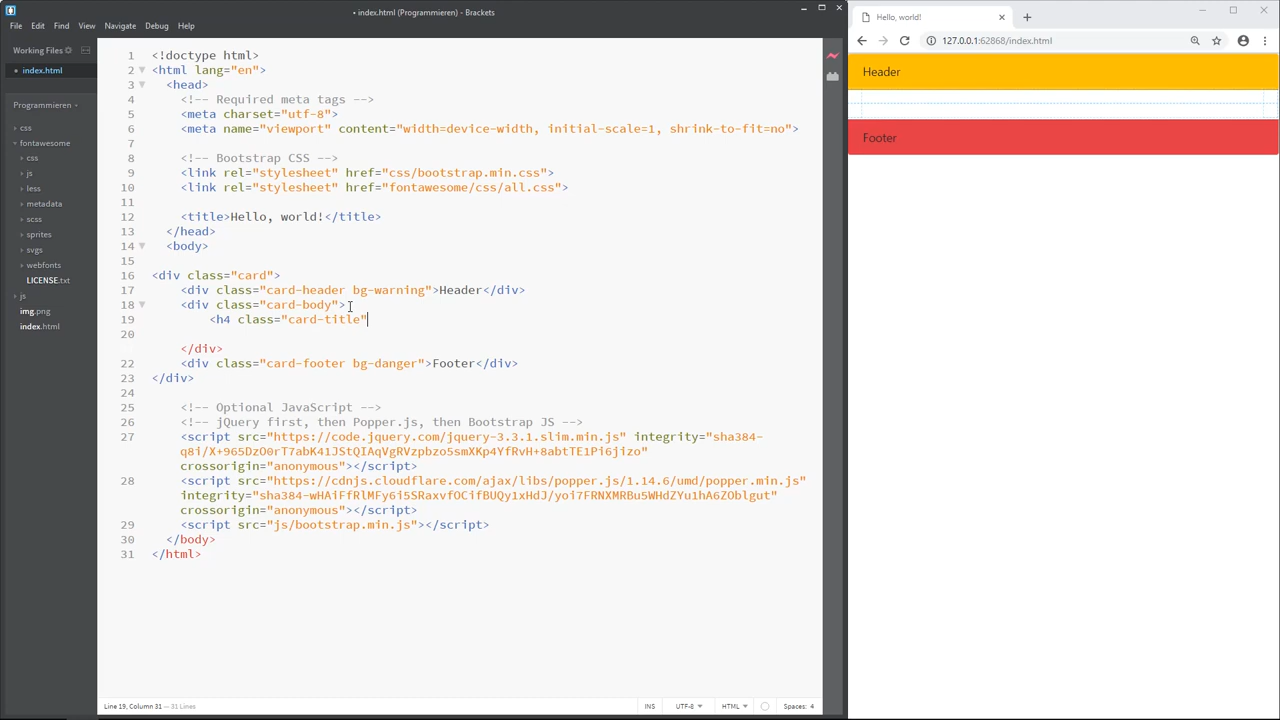 • index.html (Programmieren) - Brackets
File Edit Find View Navigate Debug Help
Working Files
• index.html
Programmieren
css
fontawesome
css
js
less
metadata
scss
sprites
svgs
webfonts
LICENSE.txt
js
img.png
index.html
1 <!doctype html>
2 <html lang="en">
3 <head>
4 <!-- Required meta tags -->
5 <meta charset="utf-8">
6 <meta name="viewport" content="width=device-width, initial-scale=1, shrink-to-fit=no">
7
8 <!-- Bootstrap CSS -->
9 <link rel="stylesheet" href="css/bootstrap.min.css">
10 <link rel="stylesheet" href="fontawesome/css/all.css">
11
12 <title>Hello, world!</title>
13 </head>
14 <body>
15
16 <div class="card">
17 <div class="card-header bg-warning">Header</div>
18 <div class="card-body">
19 <h4 class="card-title"
20
</div>
22 <div class="card-footer bg-danger">Footer</div>
23 </div>
24
25 <!-- Optional JavaScript -->
26 <!-- jQuery first, then Popper.js, then Bootstrap JS -->
27 <script src="https://code.jquery.com/jquery-3.3.1.slim.min.js" integrity="sha384-
q8i/X+965DzO0rT7abK41JStQIAqVgRVzpbzo5smXKp4YfRvH+8abtTE1Pi6jizo"
crossorigin="anonymous"></script>
28 <script src="https://cdnjs.cloudflare.com/ajax/libs/popper.js/1.14.6/umd/popper.min.js"
integrity="sha384-wHAiFfRlMFy6i5SRaxvfOCifBUQy1xHdJ/yoi7FRNXMRBu5WHdZYu1hA6ZOblgut"
crossorigin="anonymous"></script>
29 <script src="js/bootstrap.min.js"></script>
30 </body>
31 </html>
Line 19, Column 31 — 31 Lines
INS UTF-8 HTML Spaces: 4
Hello, world!
127.0.0.1:62868/index.html
Header
Footer